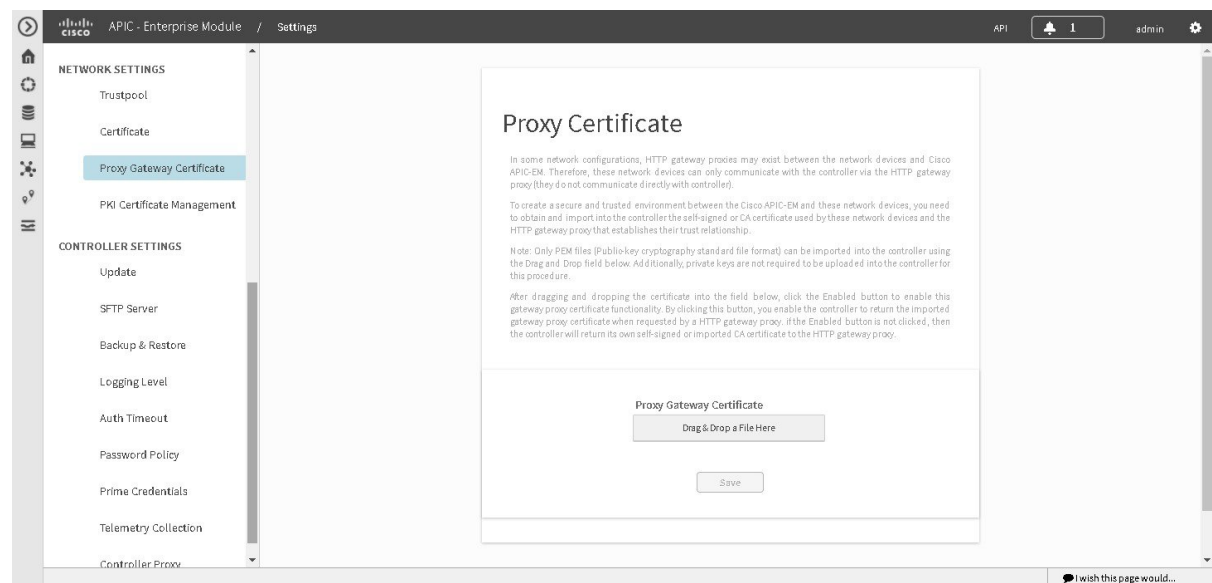 CISCO APIC - Enterprise Module / Settings API 1 admin
NETWORK SETTINGS
Trustpool
Certificate
Proxy Gateway Certificate
PKI Certificate Management
CONTROLLER SETTINGS
Update
SFTP Server
Backup & Restore
Logging Level
Auth Timeout
Password Policy
Prime Credentials
Telemetry Collection
Controller Proxy
Proxy Certificate
In some network configurations, HTTP gateway proxies may exist between the network devices and Cisco
APIC-EM. Therefore, these network devices can only communicate with the controller via the HTTP gateway
proxy (they do not communicate directly with controller).
To create a secure and trusted environment between the Cisco APIC-EM and these network devices, you need
to obtain and import into the controller the self-signed or CA certificate used by these network devices and the
HTTP gateway proxy that establishes their trust relationship.
Note: Only PEM files (Public-key cryptography standard file format) can be imported into the controller using
the Drag and Drop field below. Additionally, private keys are not required to be uploaded into the controller for
this procedure.
After dragging and dropping the certificate into the field below, click the Enabled button to enable this
gateway proxy certificate functionality. By clicking this button, you enable the controller to return the imported
gateway proxy certificate when requested by a HTTP gateway proxy. if the Enabled button is not clicked, then
the controller will return its own self-signed or imported CA certificate to the HTTP gateway proxy.
Proxy Gateway Certificate
Drag & Drop a File Here
Save
I wish this page would...